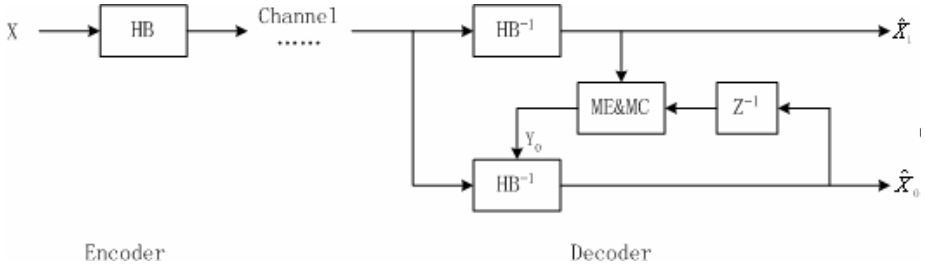 X
HB
Channel
......
HB⁻¹
X̂₁
ME&MC
Z⁻¹
Y₀
HB⁻¹
X̂₀
Encoder
Decoder